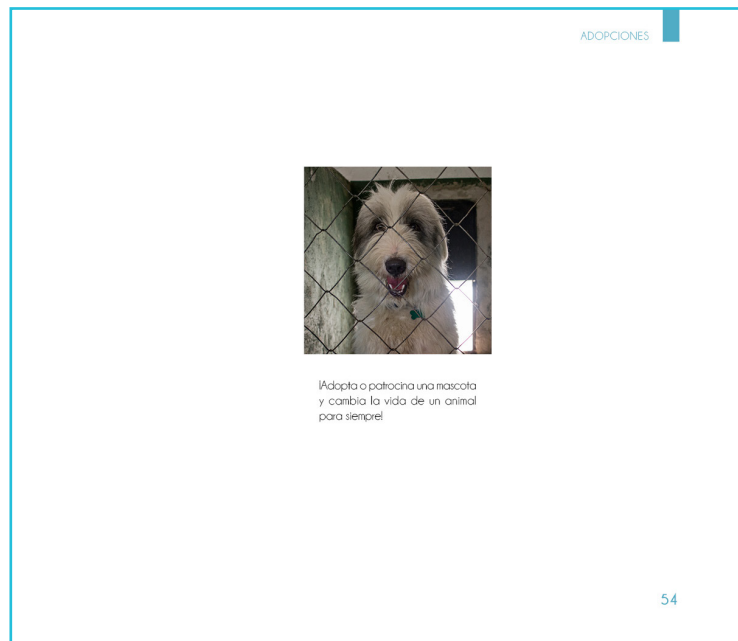 ADOPCIONES
¡Adopta o patrocina una mascota
y cambia la vida de un animal
para siempre!
54